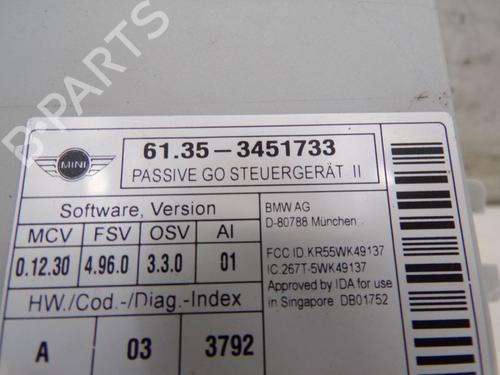 MINI
61.35 – 3451733
PASSIVE GO STEUERGERÄT II
Software, Version
MCV FSV OSV AI
0.12.30 4.96.0 3.3.0 01
HW./Cod.-/Diag.-Index
A 03 3792
BMW AG
D-80788 München
FCC ID.KR55WK49137
IC:267T-5WK49137
Approved by IDA for use
in Singapore DB01752
B-PARTS